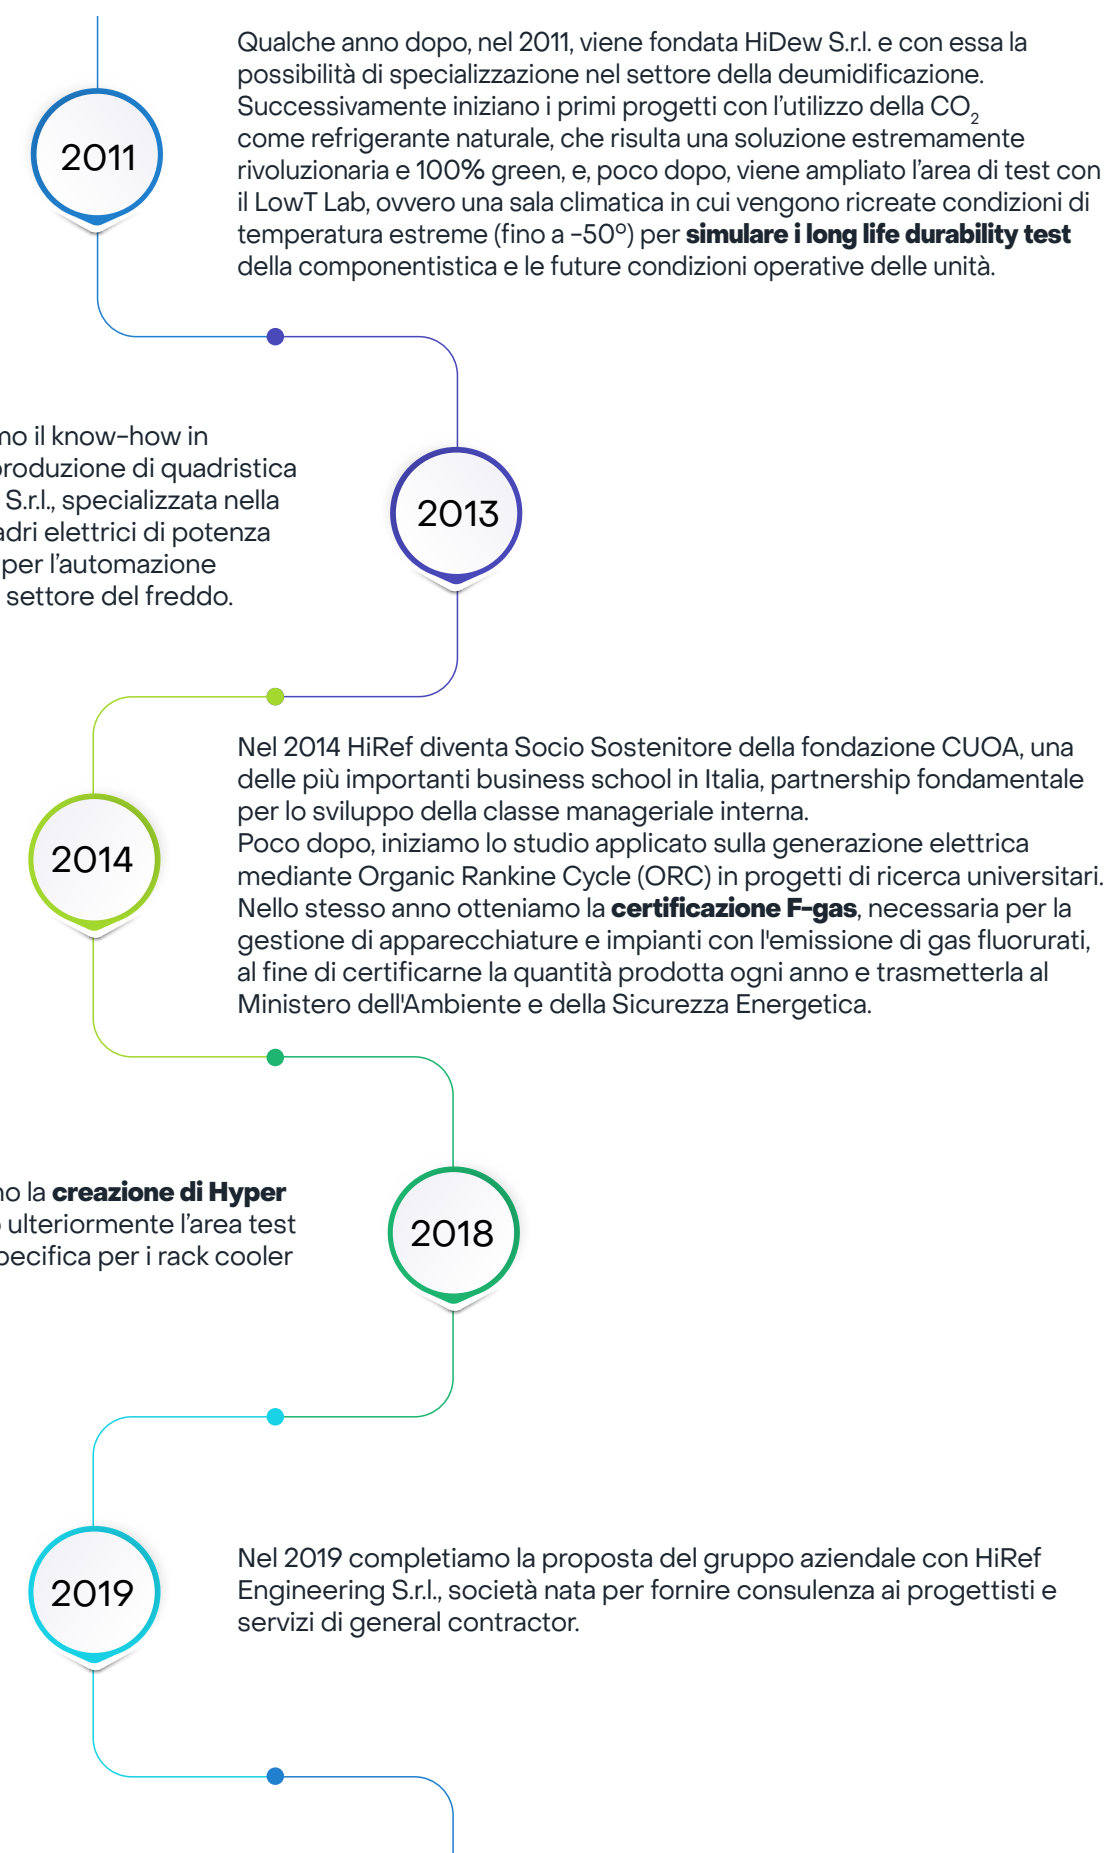 Qualche anno dopo, nel 2011, viene fondata HiDew S.r.l. e con essa la
possibilità di specializzazione nel settore della deumidificazione.
Successivamente iniziano i primi progetti con l'utilizzo della CO₂
2011
come refrigerante naturale, che risulta una soluzione estremamente
rivoluzionaria e 100% green, e, poco dopo, viene ampliato l'area di test con
il LowT Lab, ovvero una sala climatica in cui vengono ricreate condizioni di
temperatura estreme (fino a -50°) per simulare i long life durability test
della componentistica e le future condizioni operative delle unità.
il know-how in
produzione di quadristica
S.r.l., specializzata nella
elettrici di potenza
per l'automazione
settore del freddo.
2013
Nel 2014 HiRef diventa Socio Sostenitore della fondazione CUOA, una
delle più importanti business school in Italia, partnership fondamentale
per lo sviluppo della classe manageriale interna.
2014
Poco dopo, iniziamo lo studio applicato sulla generazione elettrica
mediante Organic Rankine Cycle (ORC) in progetti di ricerca universitari.
Nello stesso anno otteniamo la certificazione F-gas, necessaria per la
gestione di apparecchiature e impianti con l'emissione di gas fluorurati,
al fine di certificarne la quantità prodotta ogni anno e trasmetterla al
Ministero dell'Ambiente e della Sicurezza Energetica.
la creazione di Hyper
ulteriormente l'area test
specifica per i rack cooler
2018
2019
Nel 2019 completiamo la proposta del gruppo aziendale con HiRef
Engineering S.r.l., società nata per fornire consulenza ai progettisti e
servizi di general contractor.